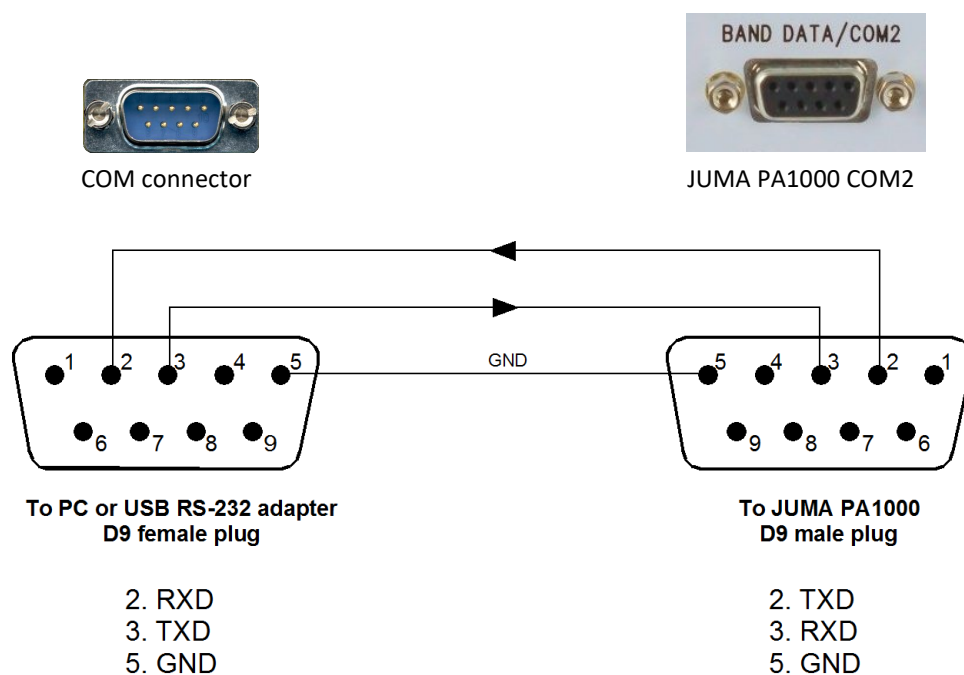 BAND DATA/COM2
COM connector
JUMA PA1000 COM2
GND
1 2 3 4 5
5 4 3 2 1
6 7 8 9
9 8 7 6
To PC or USB RS-232 adapter
D9 female plug
To JUMA PA1000
D9 male plug
2. RXD
3. TXD
5. GND
2. TXD
3. RXD
5. GND